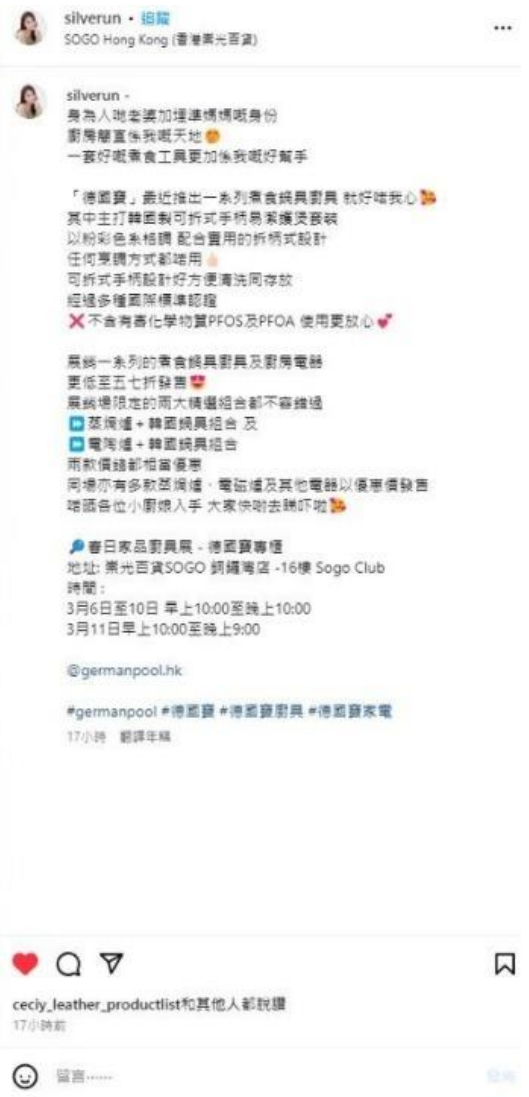 silverun • 追蹤
SOGO Hong Kong (香港崇光百貨)
silverun -
身為人哋老婆加埋準媽媽嘅身份
廚房簡直係我嘅天地
一套好嘅煮食工具更加係我嘅好幫手
「德國寶」最近推出一系列煮食鍋具廚具 就好啱我心🥰
其中主打韓國製可拆式手柄易潔護煲套裝
以粉彩色系格調 配合實用的拆柄式設計
任何烹調方式都啱用👆🏻
可拆式手柄設計好方便清洗同存放
經過多種國際標準認證
❌不含有害化學物質PFOS及PFOA 使用更放心💕
展銷一系列的煮食鍋具廚具及廚房電器
更低至五七折發售😍
展銷場限定的兩大精選組合都不容錯過
⏩蒸焗爐+韓國鍋具組合 及
⏩電陶爐+韓國鍋具組合
兩款價錢都相當優惠
同場亦有多款蒸焗爐、電磁爐及其他電器以優惠價發售
啱晒各位小廚娘入手 大家快啲去睇吓啦🥰
🔎春日家品廚具展 - 德國寶專櫃
地址: 崇光百貨SOGO 銅鑼灣店 -16樓 Sogo Club
時間 :
3月6日至10日 早上10:00至晚上10:00
3月11日早上10:00至晚上9:00
@germanpool.hk
#germanpool #德國寶 #德國寶廚具 #德國寶家電
17小時 翻譯年糕
ceciy_leather_productlist和其他人都說讚
17小時前
留言......
發佈